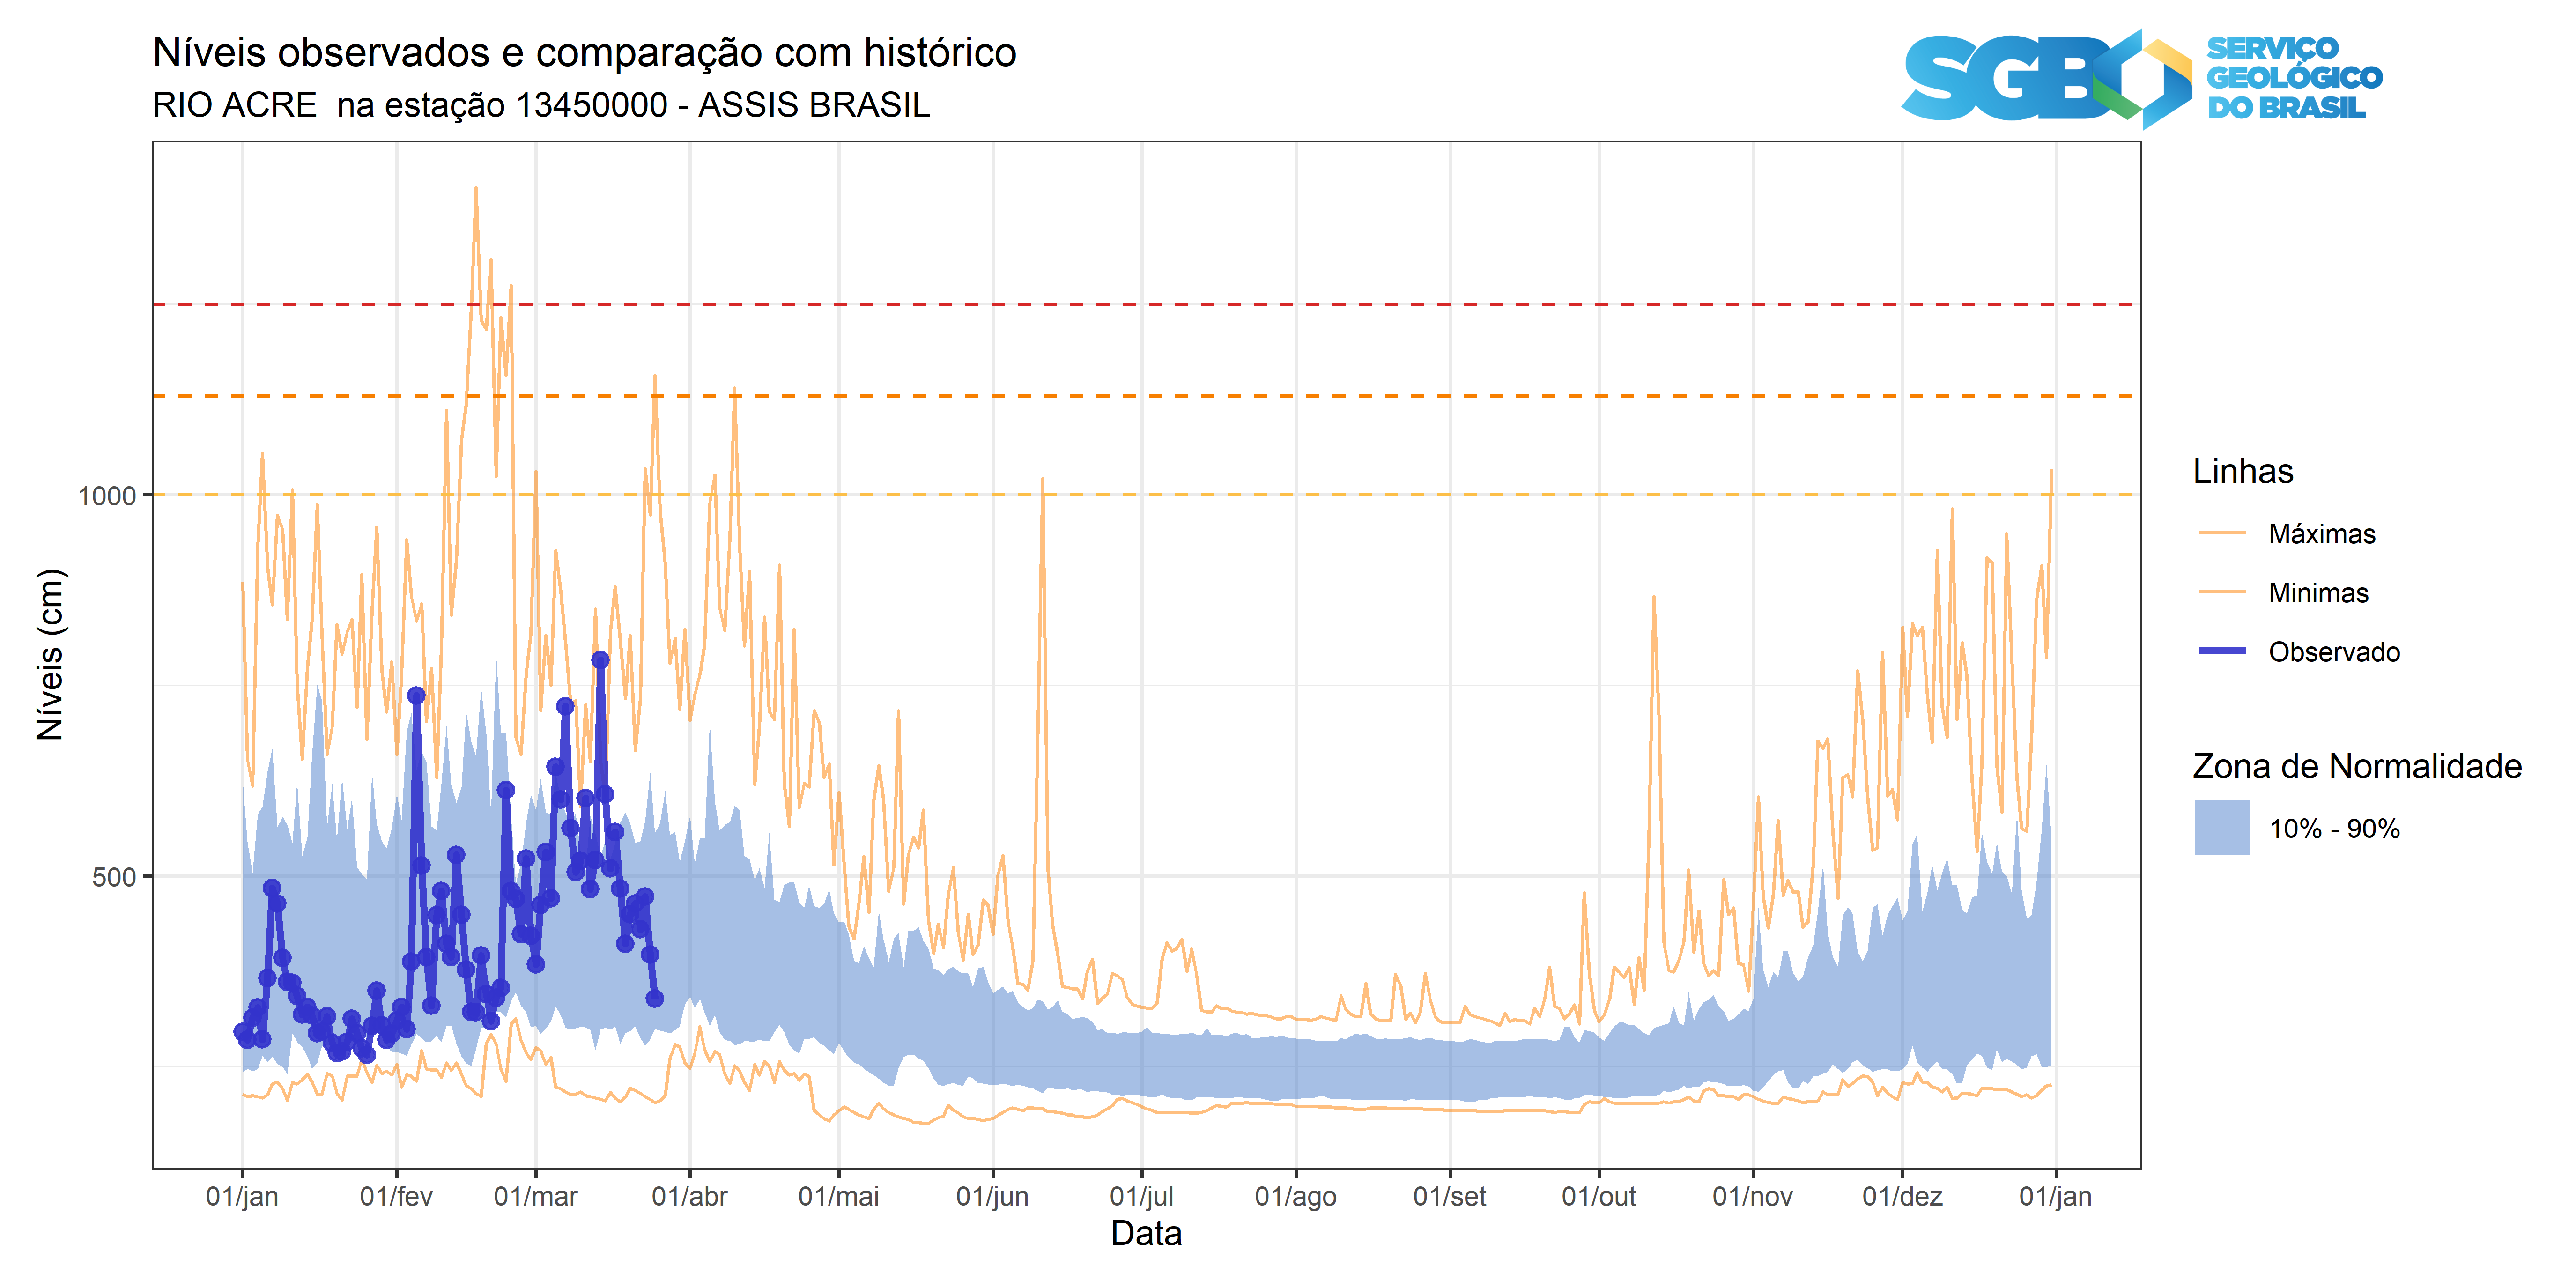 Níveis observados e comparação com histórico
RIO ACRE  na estação 13450000 - ASSIS BRASIL
SGB
SERVIÇO
GEOLÓGICO
DO BRASIL
Níveis (cm)
1000
500
01/jan
01/fev
01/mar
01/abr
01/mai
01/jun
01/jul
01/ago
01/set
01/out
01/nov
01/dez
01/jan
Data
Linhas
Máximas
Minimas
Observado
Zona de Normalidade
10% - 90%